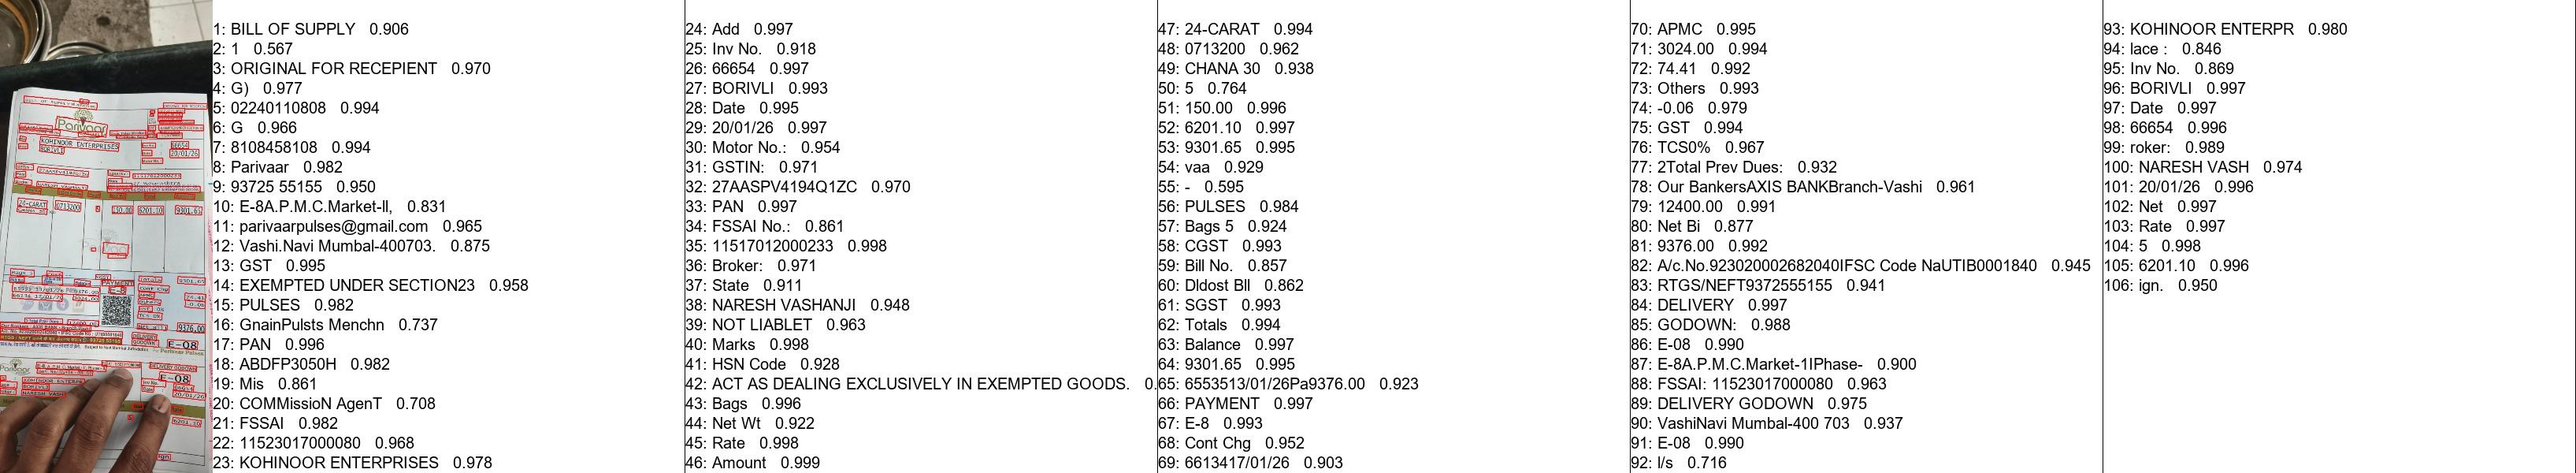 1: BILL OF SUPPLY 0.906
2: 1 0.567
3: ORIGINAL FOR RECEPIENT 0.970
4: G) 0.977
5: 02240110808 0.994
6: G 0.966
7: 8108458108 0.994
8: Parivaar 0.982
9: 93725 55155 0.950
10: E-8A.P.M.C.Market-ll, 0.831
11: parivaarpulses@gmail.com 0.965
12: Vashi.Navi Mumbal-400703. 0.875
13: GST 0.995
14: EXEMPTED UNDER SECTION23 0.958
15: PULSES 0.982
16: GnainPulsts Menchn 0.737
17: PAN 0.996
18: ABDFP3050H 0.982
19: Mis 0.861
20: COMMissioN AgenT 0.708
21: FSSAI 0.982
22: 11523017000080 0.968
23: KOHINOOR ENTERPRISES 0.978
24: Add 0.997
25: Inv No. 0.918
26: 66654 0.997
27: BORIVLI 0.993
28: Date 0.995
29: 20/01/26 0.997
30: Motor No.: 0.954
31: GSTIN: 0.971
32: 27AASPV4194Q1ZC 0.970
33: PAN 0.997
34: FSSAI No.: 0.861
35: 11517012000233 0.998
36: Broker: 0.971
37: State 0.911
38: NARESH VASHANJI 0.948
39: NOT LIABLET 0.963
40: Marks 0.998
41: HSN Code 0.928
42: ACT AS DEALING EXCLUSIVELY IN EXEMPTED GOODS. 0.
43: Bags 0.996
44: Net Wt 0.922
45: Rate 0.998
46: Amount 0.999
47: 24-CARAT 0.994
48: 0713200 0.962
49: CHANA 30 0.938
50: 5 0.764
51: 150.00 0.996
52: 6201.10 0.997
53: 9301.65 0.995
54: vaa 0.929
55: - 0.595
56: PULSES 0.984
57: Bags 5 0.924
58: CGST 0.993
59: Bill No. 0.857
60: Dldost Bll 0.862
61: SGST 0.993
62: Totals 0.994
63: Balance 0.997
64: 9301.65 0.995
65: 6553513/01/26Pa9376.00 0.923
66: PAYMENT 0.997
67: E-8 0.993
68: Cont Chg 0.952
69: 6613417/01/26 0.903
70: APMC 0.995
71: 3024.00 0.994
72: 74.41 0.992
73: Others 0.993
74: -0.06 0.979
75: GST 0.994
76: TCS0% 0.967
77: 2Total Prev Dues: 0.932
78: Our BankersAXIS BANKBranch-Vashi 0.961
79: 12400.00 0.991
80: Net Bi 0.877
81: 9376.00 0.992
82: A/c.No.923020002682040IFSC Code NaUTIB0001840 0.945
83: RTGS/NEFT9372555155 0.941
84: DELIVERY 0.997
85: GODOWN: 0.988
86: E-08 0.990
87: E-8A.P.M.C.Market-1IPhase- 0.900
88: FSSAI: 11523017000080 0.963
89: DELIVERY GODOWN 0.975
90: VashiNavi Mumbal-400 703 0.937
91: E-08 0.990
92: l/s 0.716
93: KOHINOOR ENTERPR 0.980
94: lace : 0.846
95: Inv No. 0.869
96: BORIVLI 0.997
97: Date 0.997
98: 66654 0.996
99: roker: 0.989
100: NARESH VASH 0.974
101: 20/01/26 0.996
102: Net 0.997
103: Rate 0.997
104: 5 0.998
105: 6201.10 0.996
106: ign. 0.950